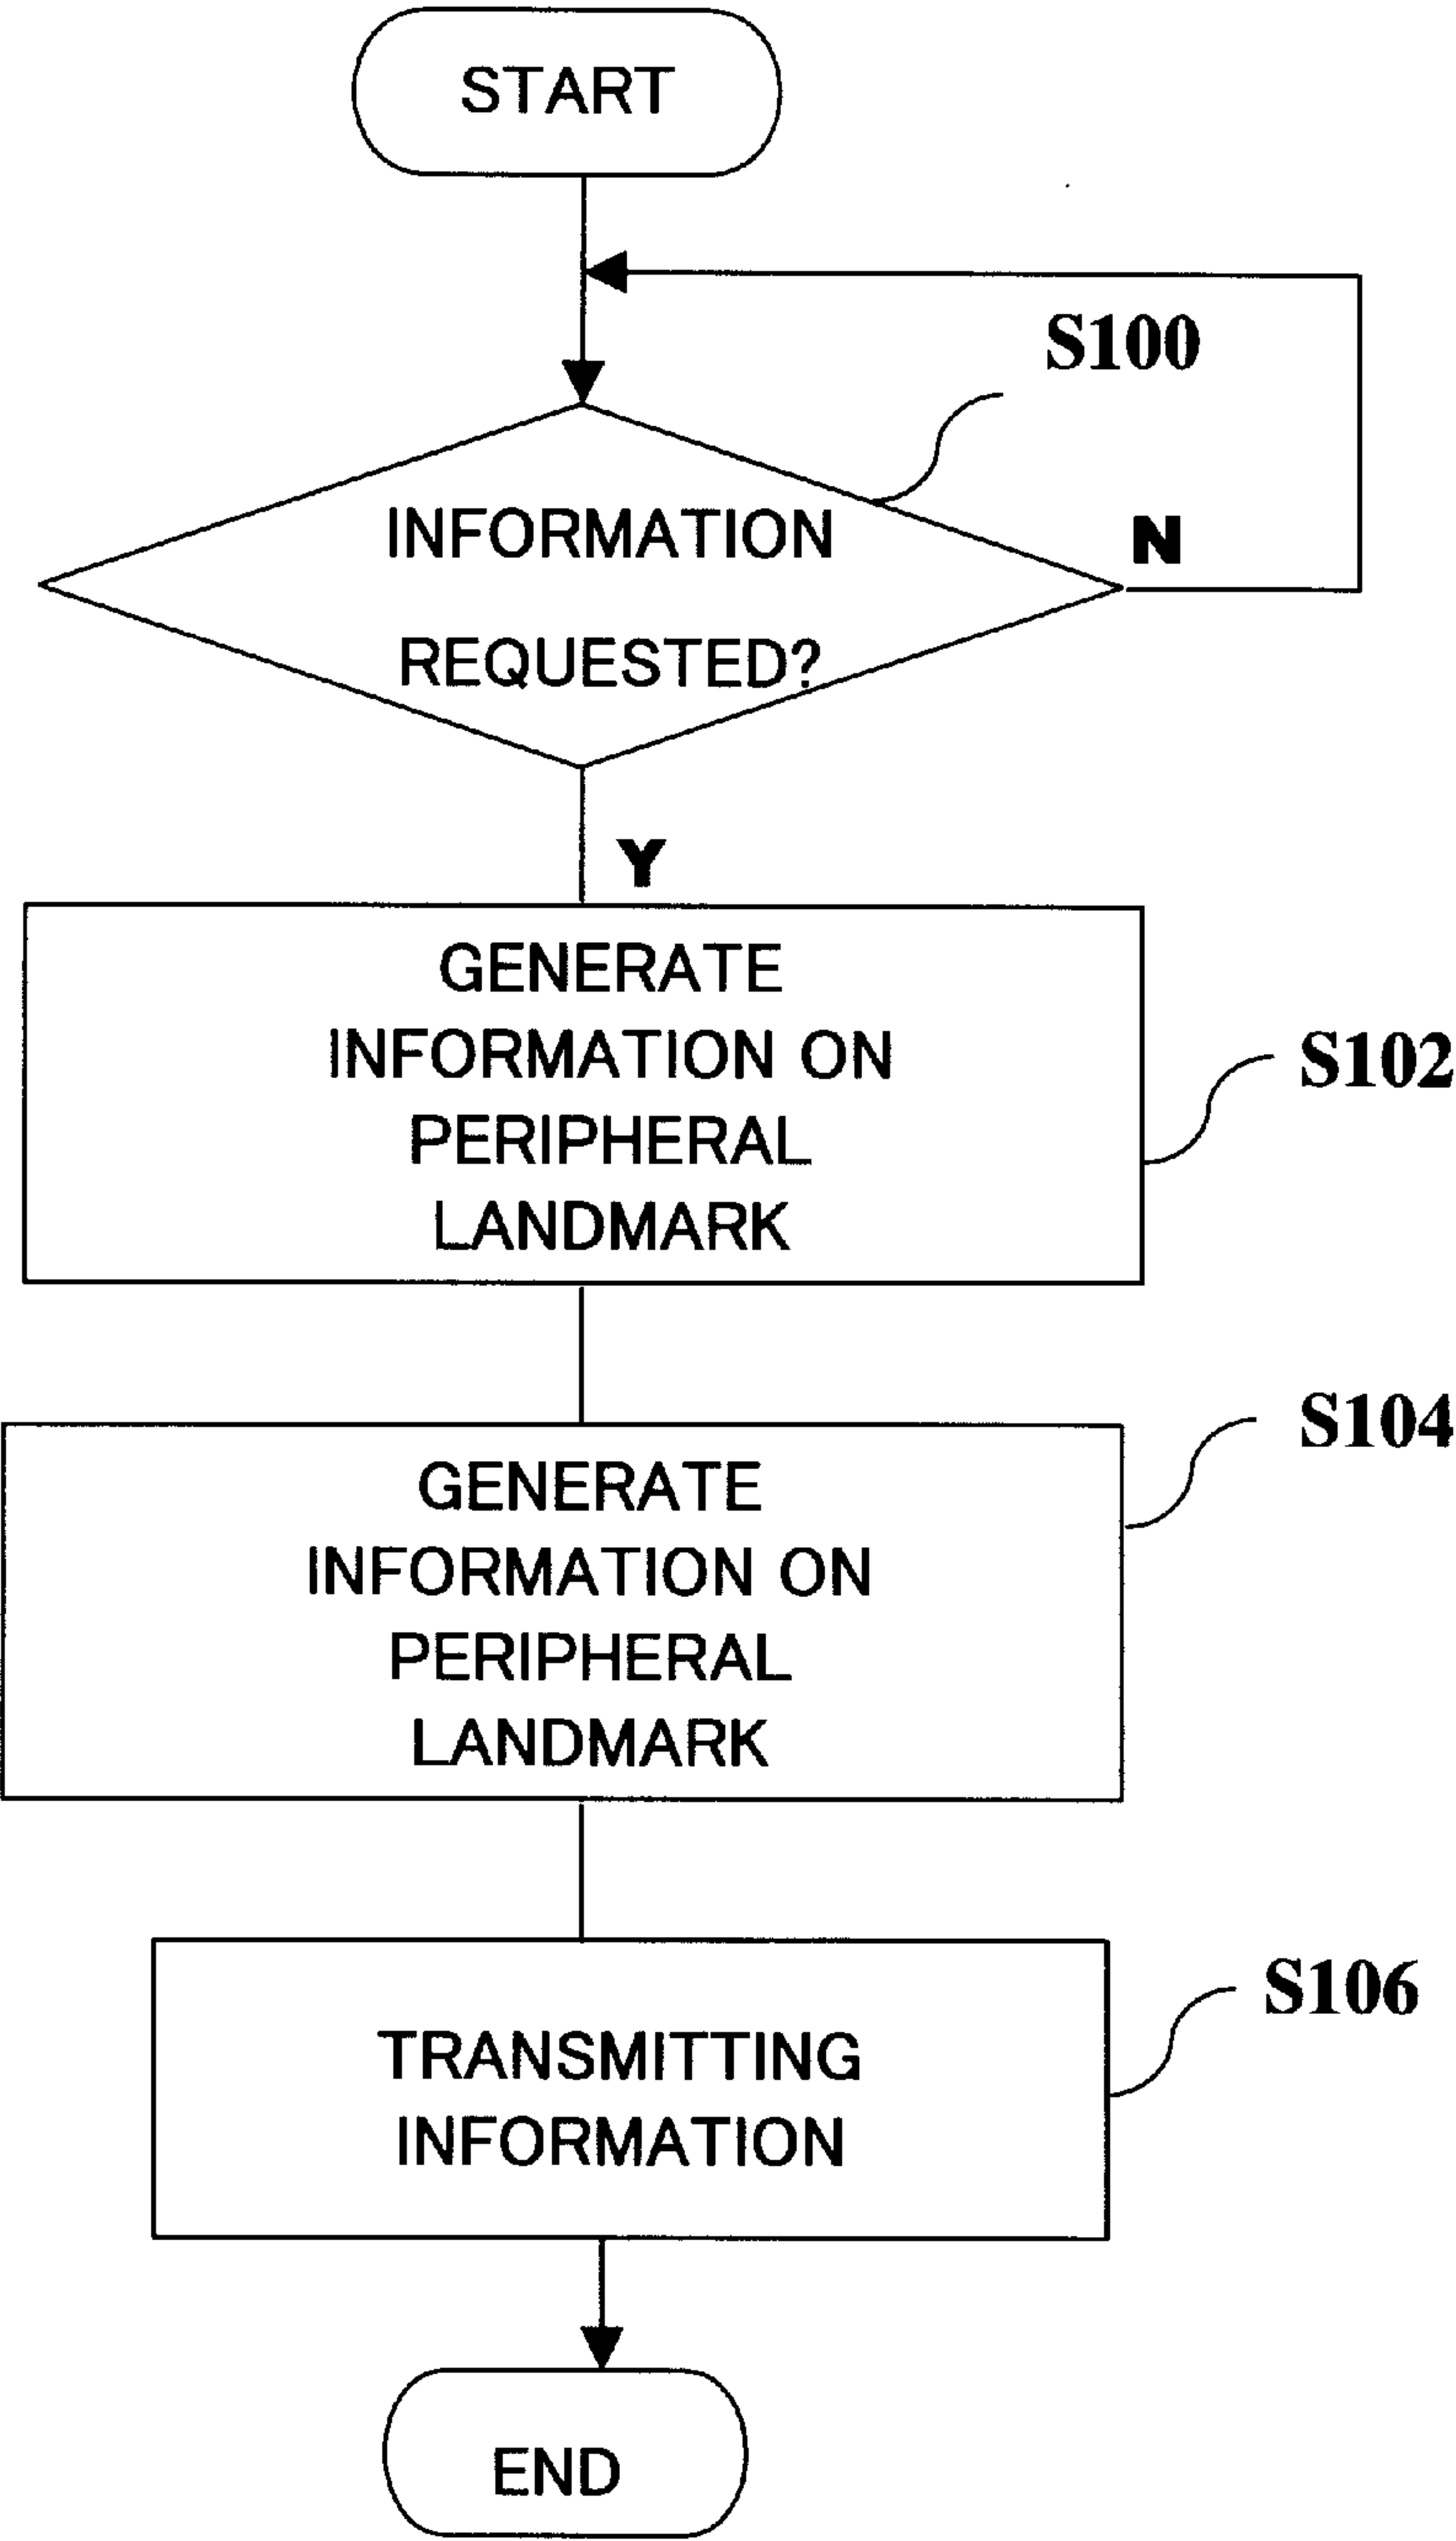 START
S100
INFORMATION
N
REQUESTED?
Y
GENERATE
INFORMATION ON
PERIPHERAL
LANDMARK
S102
S104
GENERATE
INFORMATION ON
PERIPHERAL
LANDMARK
S106
TRANSMITTING
INFORMATION
END